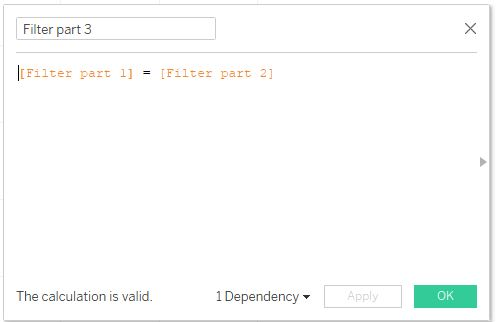 Filter part 3
[Filter part 1] = [Filter part 2]
The calculation is valid. 1 Dependency Apply OK